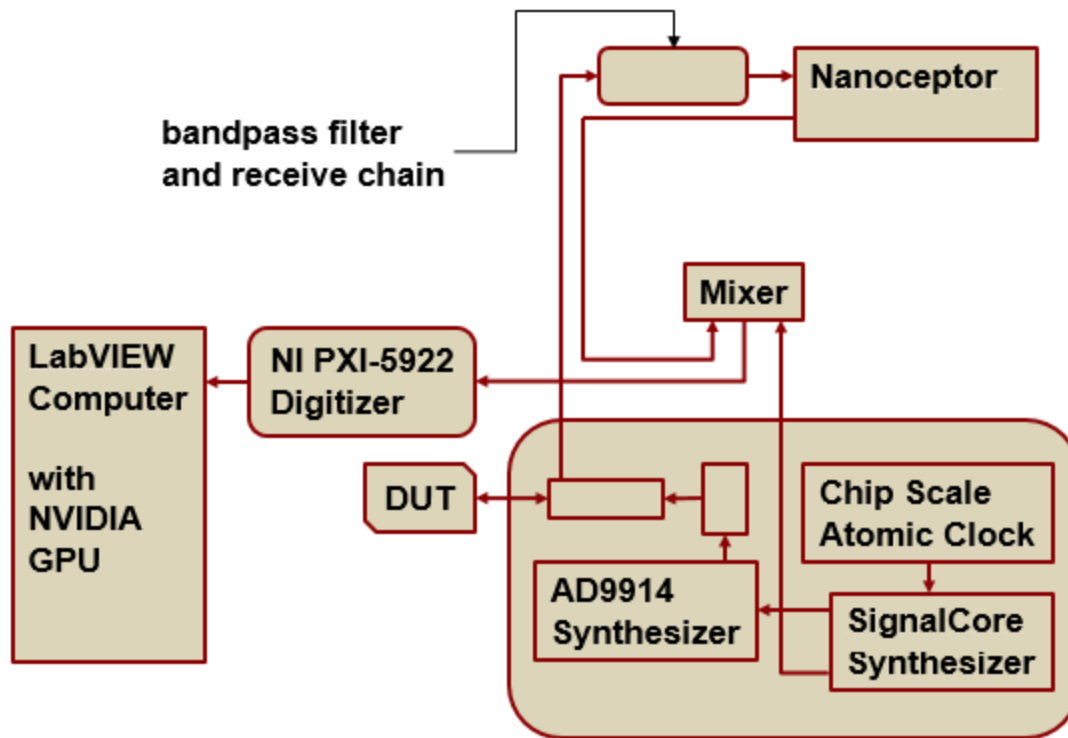 Nanoceptor
bandpass filter
and receive chain
Mixer
LabVIEW
Computer
with
NVIDIA
GPU
NI PXI-5922
Digitizer
DUT
Chip Scale
Atomic Clock
AD9914
Synthesizer
SignalCore
Synthesizer